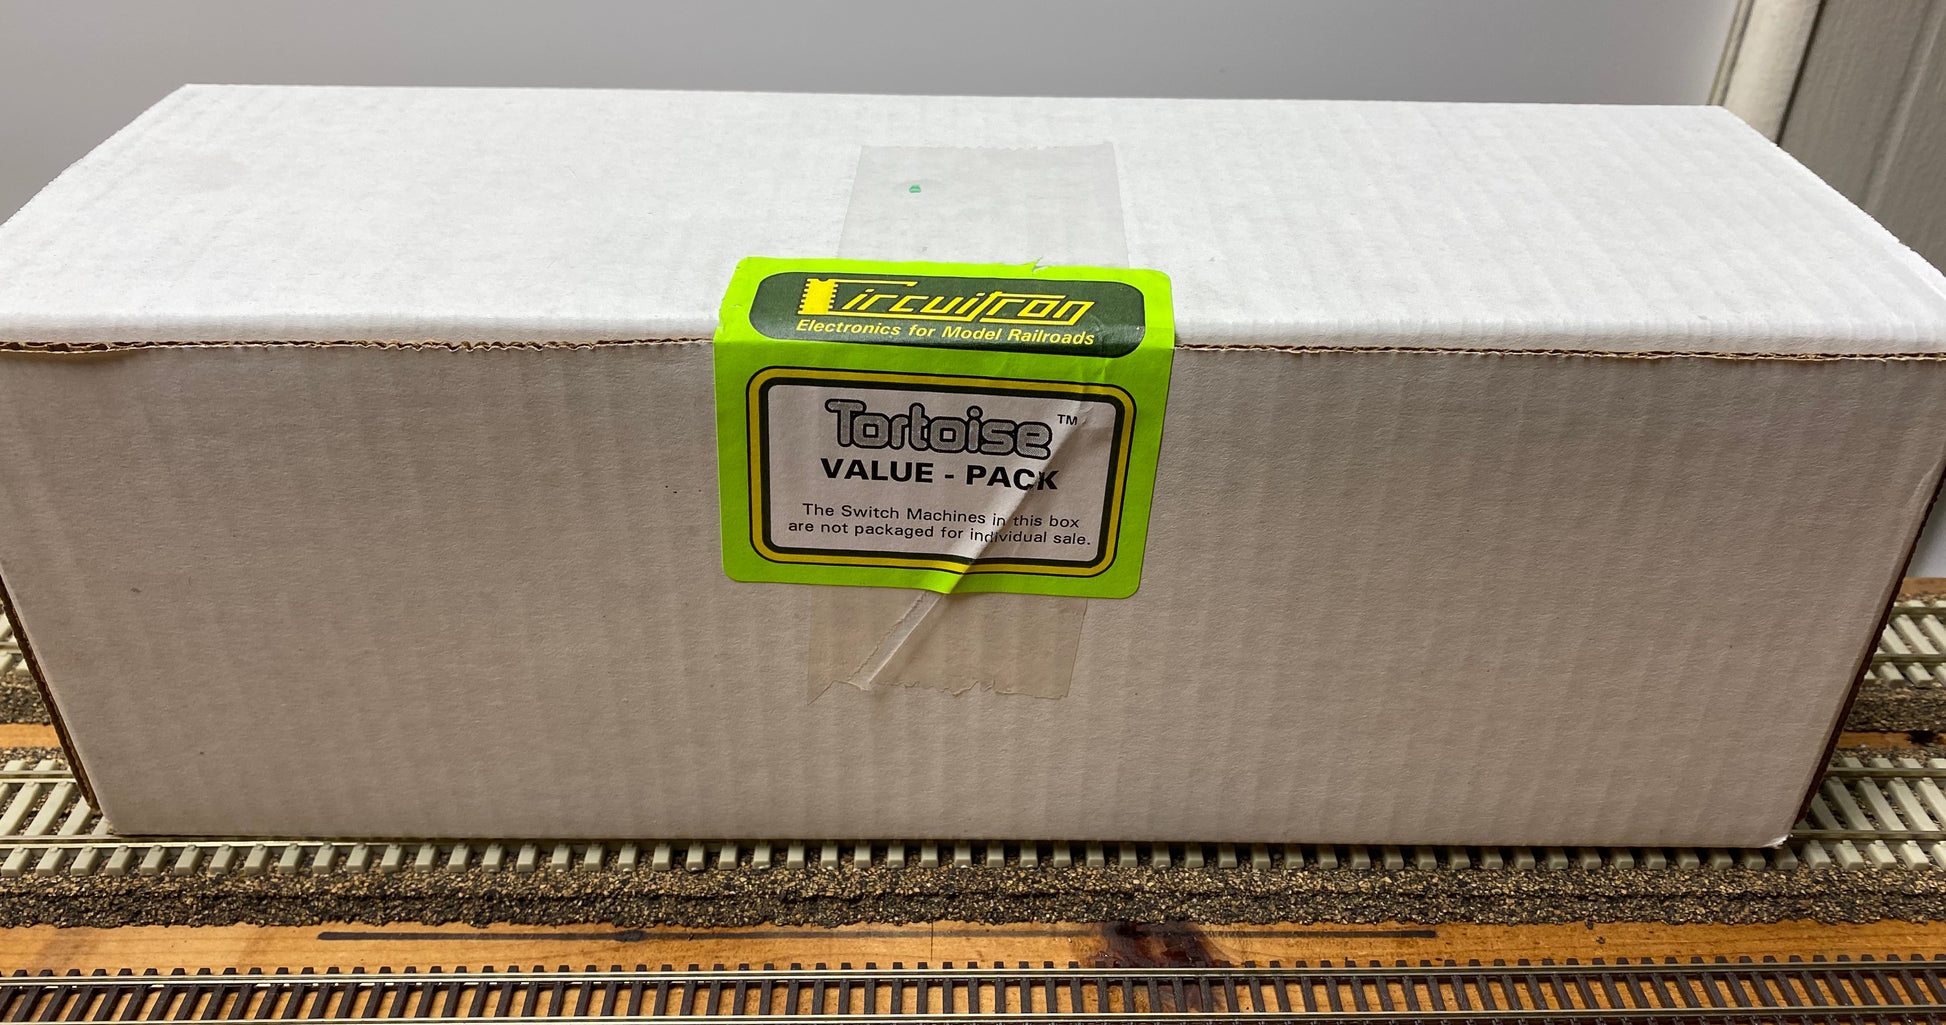 Circuitron
Electronics for Model Railroads
Tortoise™
VALUE - PACK
The Switch Machines in this box
are not packaged for individual sale.